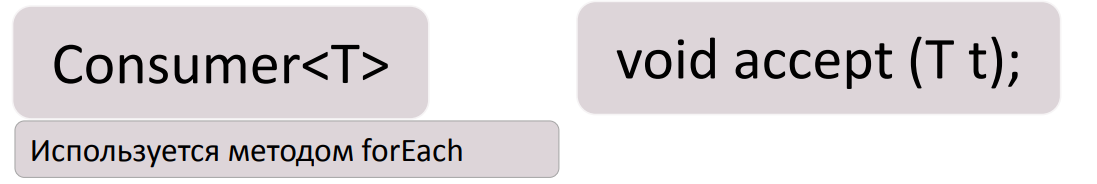 Consumer<T>
void accept (T t);
Используется методом forEach